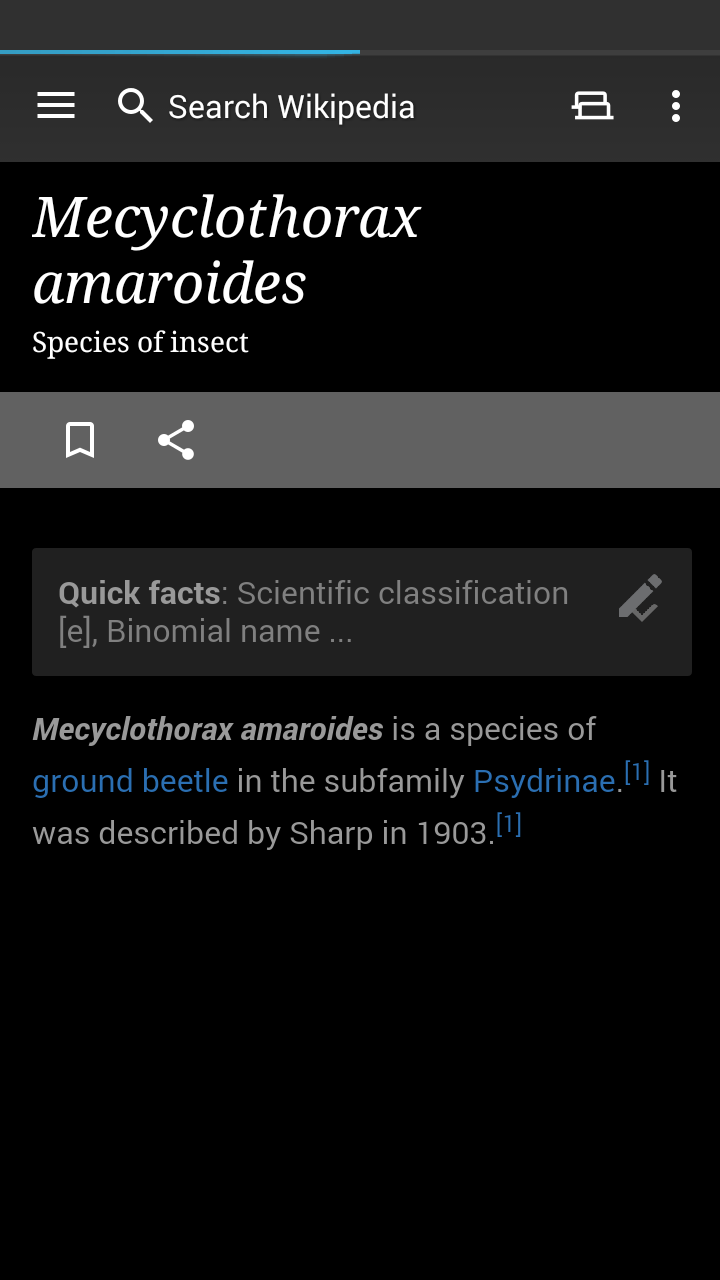 Search Wikipedia
Mecyclothorax
amaroides
Species of insect
Quick facts: Scientific classification
[e], Binomial name ...
Mecyclothorax amaroides is a species of
ground beetle in the subfamily Psydrinae.[1] It
was described by Sharp in 1903.[1]